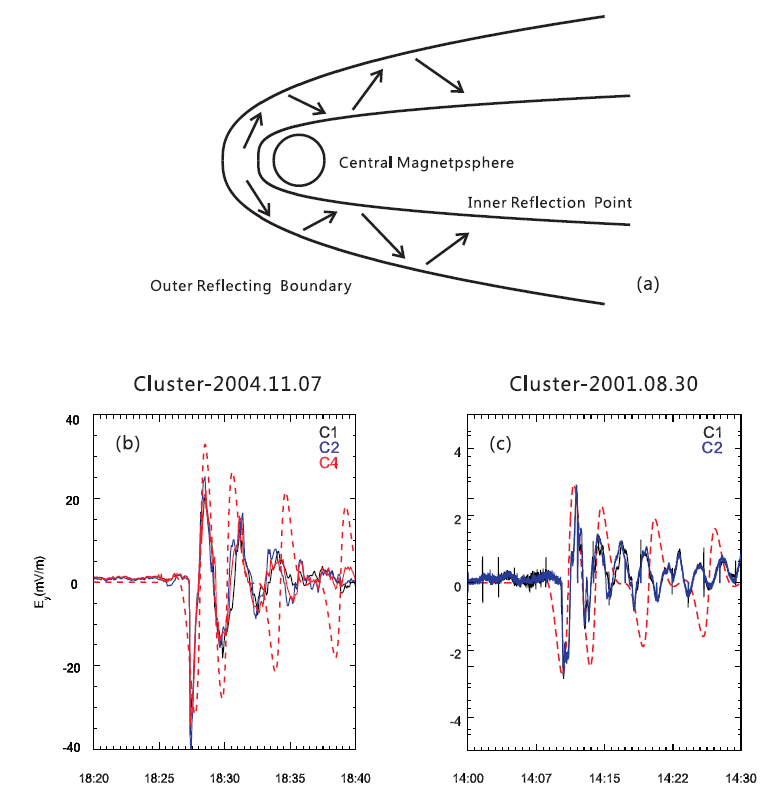 Central Magnetpsphere
Inner Reflection Point
Outer Reflecting Boundary
(a)
Cluster-2004.11.07
Cluster-2001.08.30
(b)
C1
C2
C4
40
20
0
-20
-40
Ey(mV/m)
18:20 18:25 18:30 18:35 18:40
(c)
C1
C2
4
2
0
-2
-4
14:00 14:07 14:15 14:22 14:30